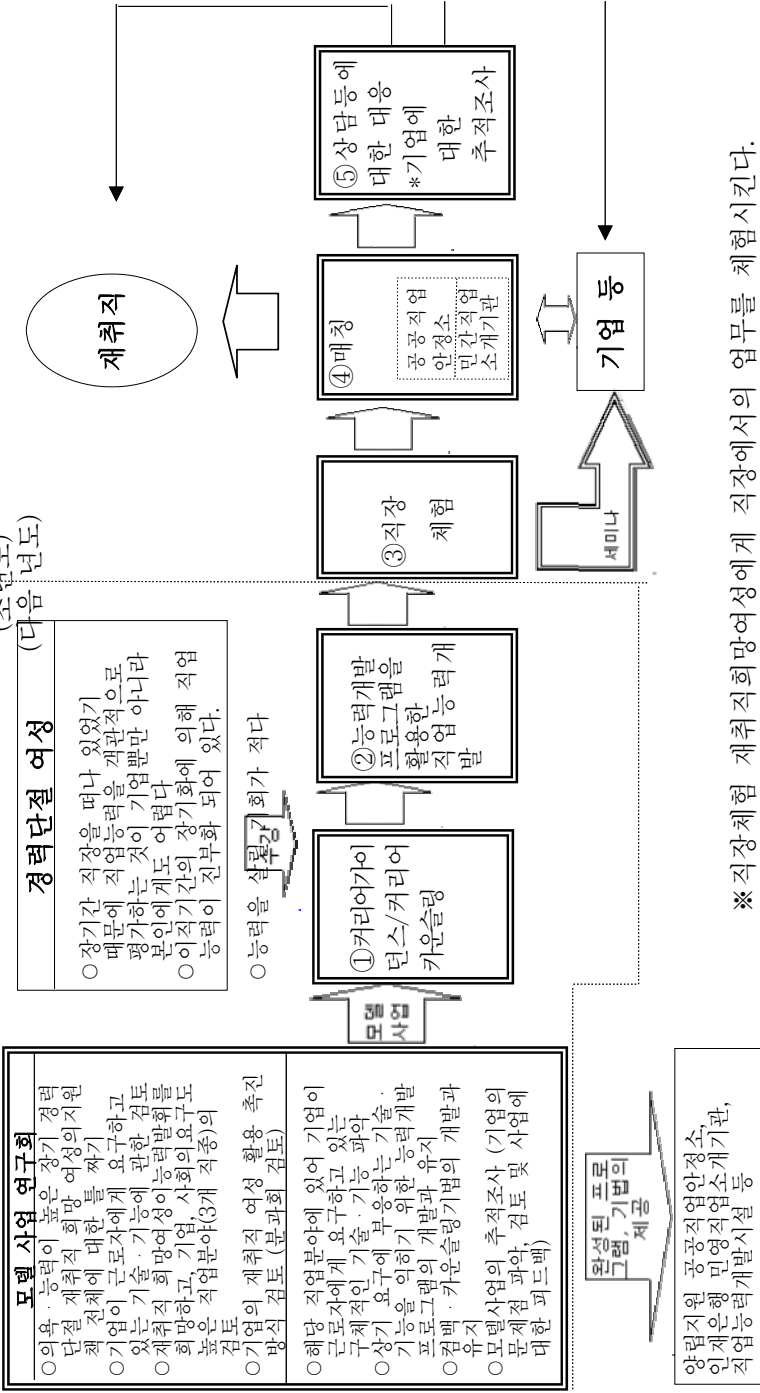 (다음 년도)
모델 사업 연구회
○의욕·능력이 높은 장기 경력
단절 재취직 희망 여성의지원
책 전체에 대한틀 짜기
○기업이 근로자에게 요구하고
있는 기술·기능에 관한 검토
○재취직 희망여성이능력발휘를
희망하고, 기업, 사회의요구도
높은 직업분야(3개 직종)의
검토
○기업의 재취직 여성 활용 촉진
방식 검토 (분과회 검토)
○해당 직업분야에 있어 기업이
근로자에게 요구하고 있는
구체적인 기술·기능 파악
○상기 요구에 부응하는 기술·
기능을 익히기 위한 능력개발
프로그램의 개발과 유지
○컴백·카운슬링기법의 개발과
유지
○모델사업의 추적조사 (기업의
문제점 파악, 검토 및 사업에
대한 피드백)
경력단절 여성
○장기간 직장을 떠나 있었기
때문에 직업능력을 객관적으로
평가하는 것이 기업뿐만 아니라
본인에게도 어렵다
○이직기간의 장기화에 의해 직업
능력이 진부화 되어 있다.
○능력을 살릴 기회가 적다
수강
모델
사업
①커리어가이
던스/커리어
카운슬링
②능력개발
프로그램을
활용한
직업능력개
발
③직장
체험
④매칭
공공직업
안정소
민간직업
소개기관
⑤상담등에
대한 대응
*기업에
대한
추적조사
재취직
세미나
기업 등
완성된 프로
그램, 기법의
제공
양립지원 공공직업안정소,
인재은행 민영직업소개기관,
직업능력개발시설 등
※직장체험 재취직희망여성에게 직장에서의 업무를 체험시킨다.